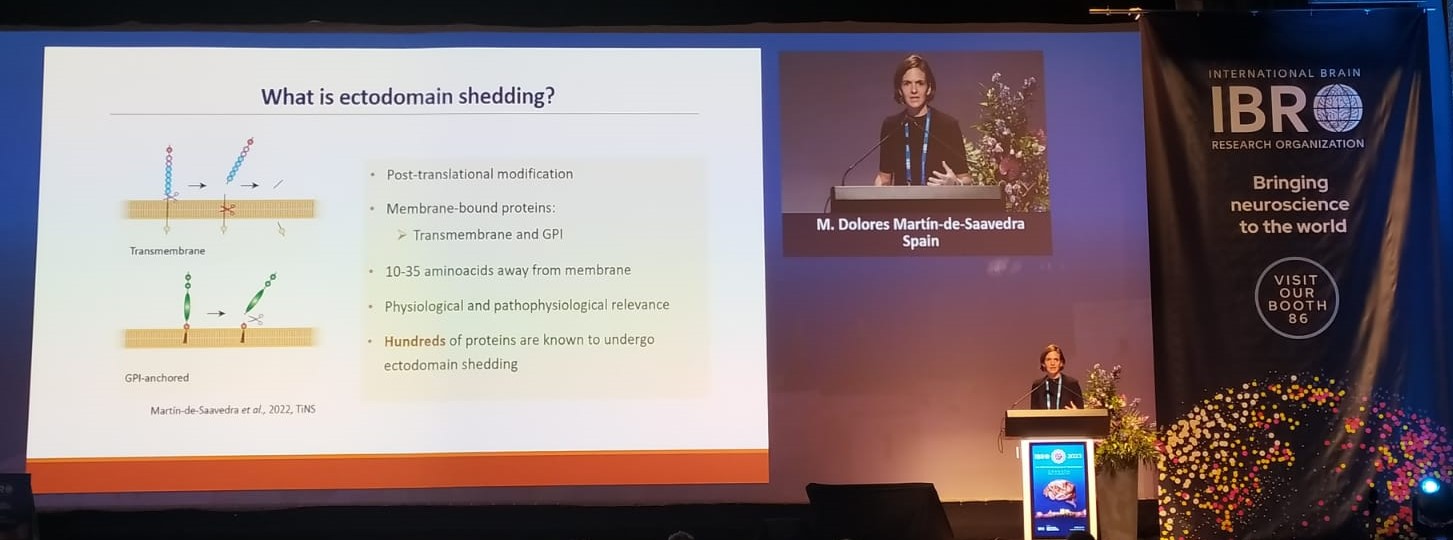 What is ectodomain shedding?
Transmembrane
GPI-anchored
Martín-de-Saavedra et al., 2022, TiNS
• Post-translational modification
• Membrane-bound proteins:
➢ Transmembrane and GPI
• 10-35 aminoacids away from membrane
• Physiological and pathophysiological relevance
• Hundreds of proteins are known to undergo
ectodomain shedding
M. Dolores Martín-de-Saavedra
Spain
INTERNATIONAL BRAIN
IBRO
RESEARCH ORGANIZATION
Bringing
neuroscience
to the world
VISIT
OUR
BOOTH
86
2023